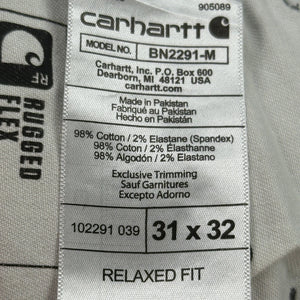 905089
carhartt
MODEL NO. BN2291-M
Carhartt, Inc. P.O. Box 600
Dearborn, MI 48121 USA
carhartt.com
Made in Pakistan
Fabriqué au Pakistan
Hecho en Pakistán
98% Cotton / 2% Elastane (Spandex)
98% Cotton / 2% Élasthanne
98% Algodón / 2% Elastano
Exclusive Trimming
Sauf Garnitures
Excepto Adorno
102291 039 31 x 32
RELAXED FIT
RF
RUGGED
FLEX